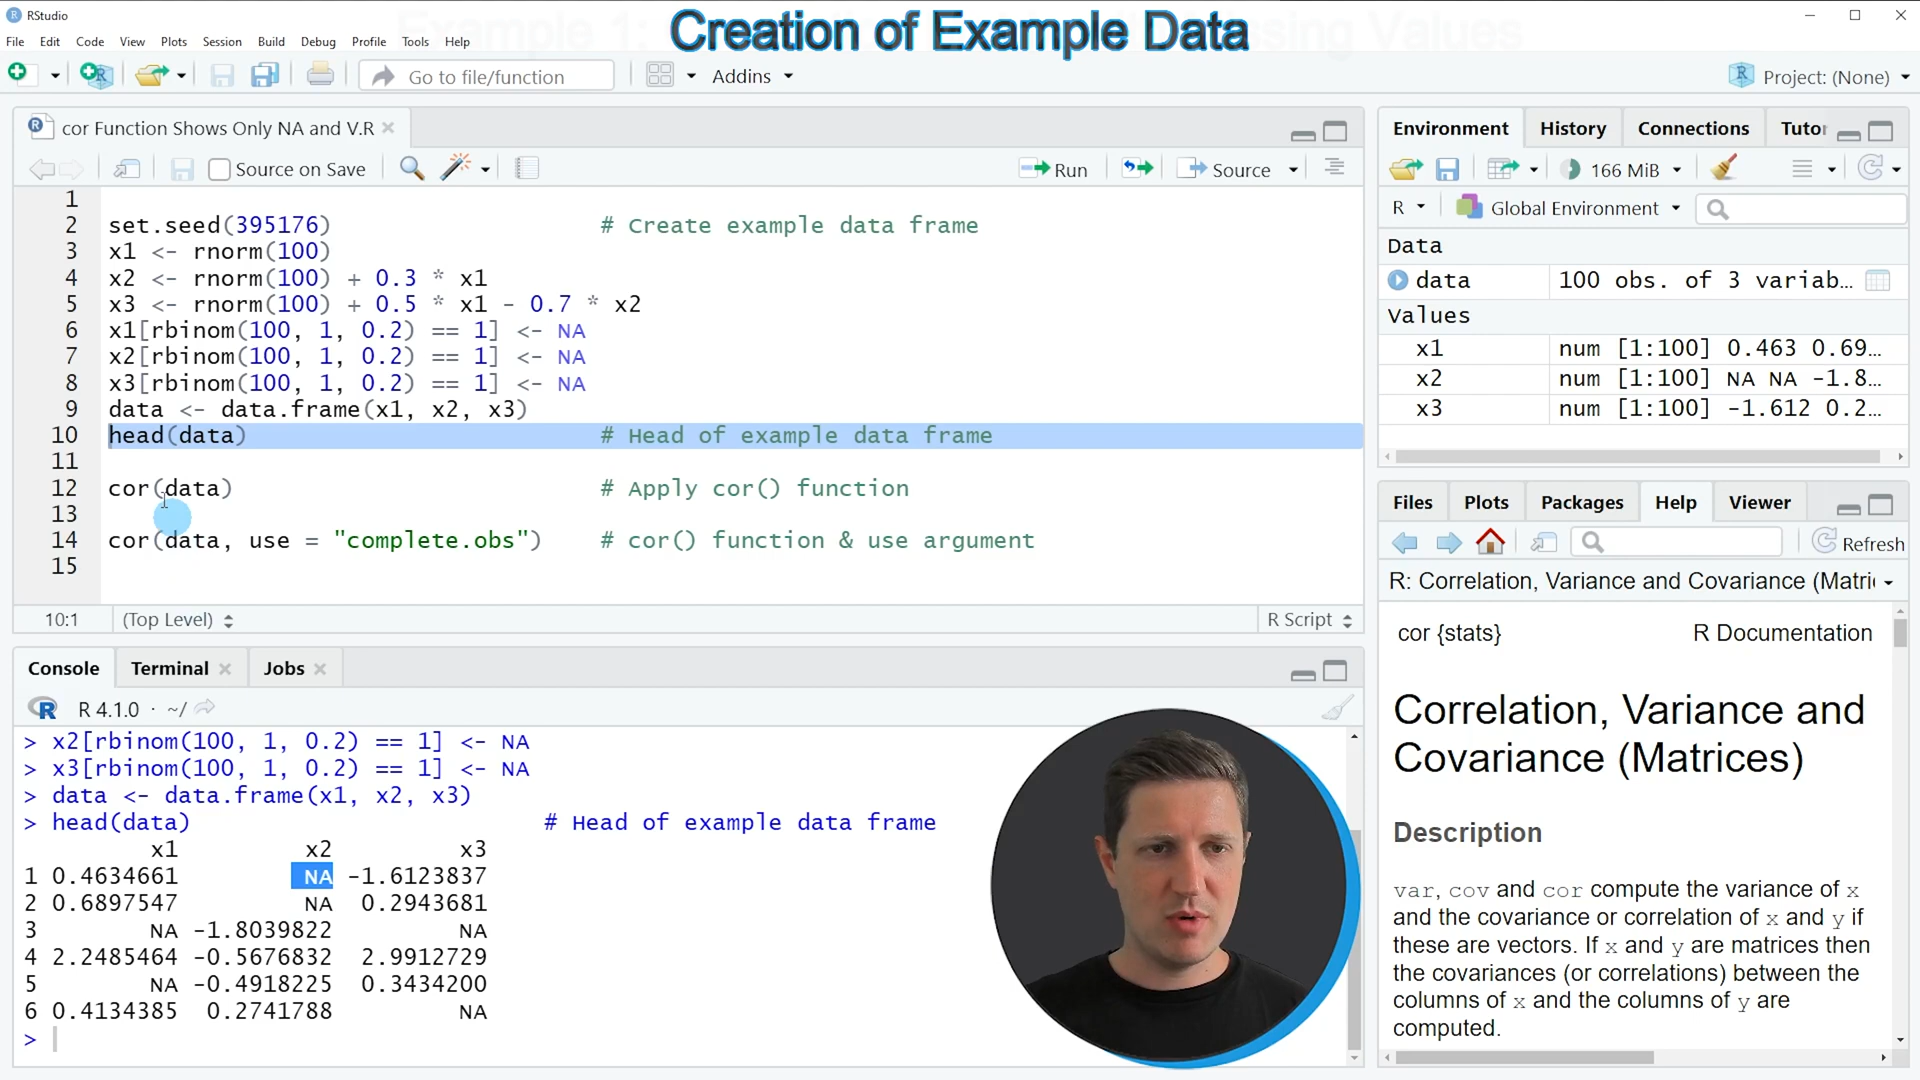 RStudio
Creation of Example Data
Example 1: sing Values
File Edit Code View Plots Session Build Debug Profile Tools Help
Go to file/function Addins Project: (None)
cor Function Shows Only NA and V.R
Source on Save Run Source
1
2 set.seed(395176) # Create example data frame
3 x1 <- rnorm(100)
4 x2 <- rnorm(100) + 0.3 * x1
5 x3 <- rnorm(100) + 0.5 * x1 - 0.7 * x2
6 x1[rbinom(100, 1, 0.2) == 1] <- NA
7 x2[rbinom(100, 1, 0.2) == 1] <- NA
8 x3[rbinom(100, 1, 0.2) == 1] <- NA
9 data <- data.frame(x1, x2, x3)
10 head(data) # Head of example data frame
11
12 cor(data) # Apply cor() function
13
14 cor(data, use = "complete.obs") # cor() function & use argument
15
10:1 (Top Level) R Script
Console Terminal Jobs
R 4.1.0 · ~/
> x2[rbinom(100, 1, 0.2) == 1] <- NA
> x3[rbinom(100, 1, 0.2) == 1] <- NA
> data <- data.frame(x1, x2, x3)
> head(data) # Head of example data frame
x1 x2 x3
1 0.4634661 NA -1.6123837
2 0.6897547 NA 0.2943681
3 NA -1.8039822 NA
4 2.2485464 -0.5676832 2.9912729
5 NA -0.4918225 0.3434200
6 0.4134385 0.2741788 NA
>
Environment History Connections Tutor
166 MiB
R Global Environment
Data
data 100 obs. of 3 variab…
Values
x1 num [1:100] 0.463 0.69…
x2 num [1:100] NA NA -1.8…
x3 num [1:100] -1.612 0.2…
Files Plots Packages Help Viewer
Refresh
R: Correlation, Variance and Covariance (Matri
cor {stats} R Documentation
Correlation, Variance and
Covariance (Matrices)
Description
var, cov and cor compute the variance of x
and the covariance or correlation of x and y if
these are vectors. If x and y are matrices then
the covariances (or correlations) between the
columns of x and the columns of y are
computed.